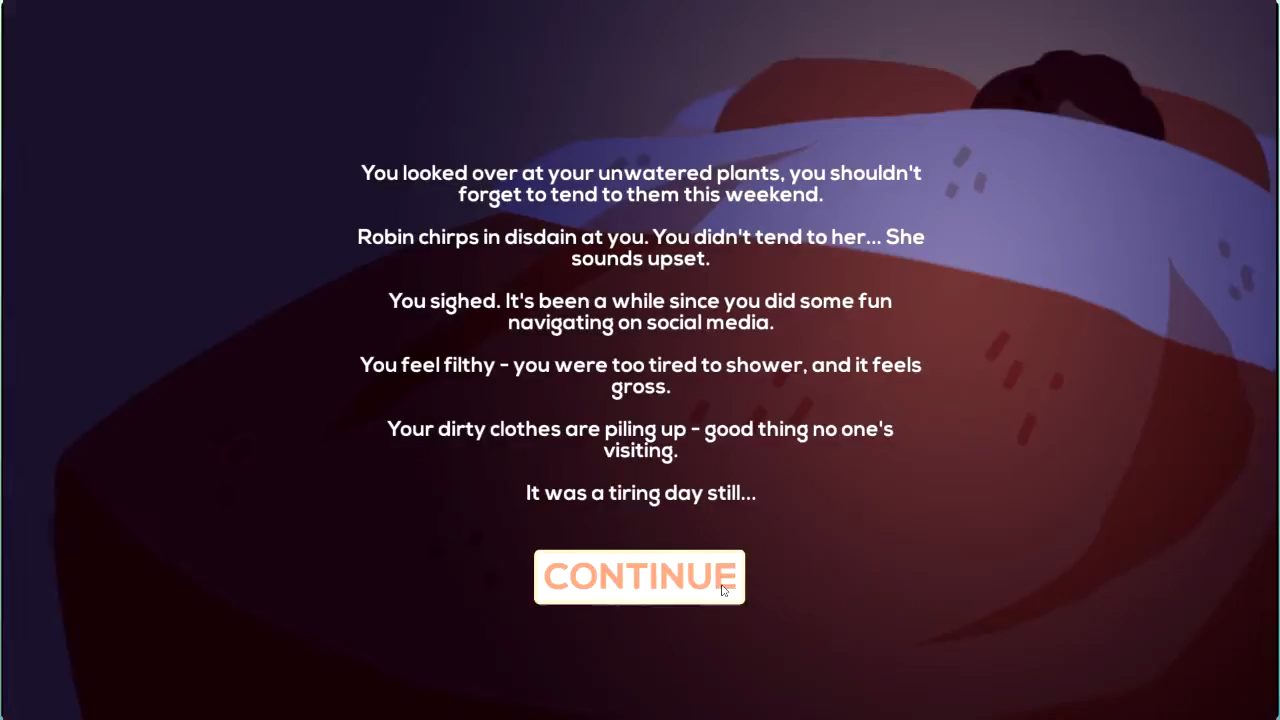 You looked over at your unwatered plants, you shouldn't
forget to tend to them this weekend.
Robin chirps in disdain at you. You didn't tend to her... She
sounds upset.
You sighed. It's been a while since you did some fun
navigating on social media.
You feel filthy - you were too tired to shower, and it feels
gross.
Your dirty clothes are piling up - good thing no one's
visiting.
It was a tiring day still...
CONTINUE